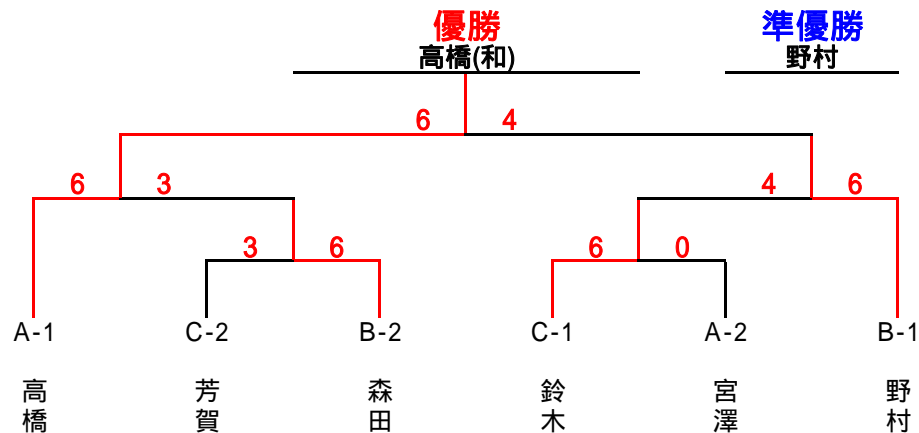 優勝 準優勝
高橋(和) 野村
6 4
6 3 4 6
3 6 6 0
A-1 C-2 B-2 C-1 A-2 B-1
高橋 芳賀 森田 鈴木 宮澤 野村